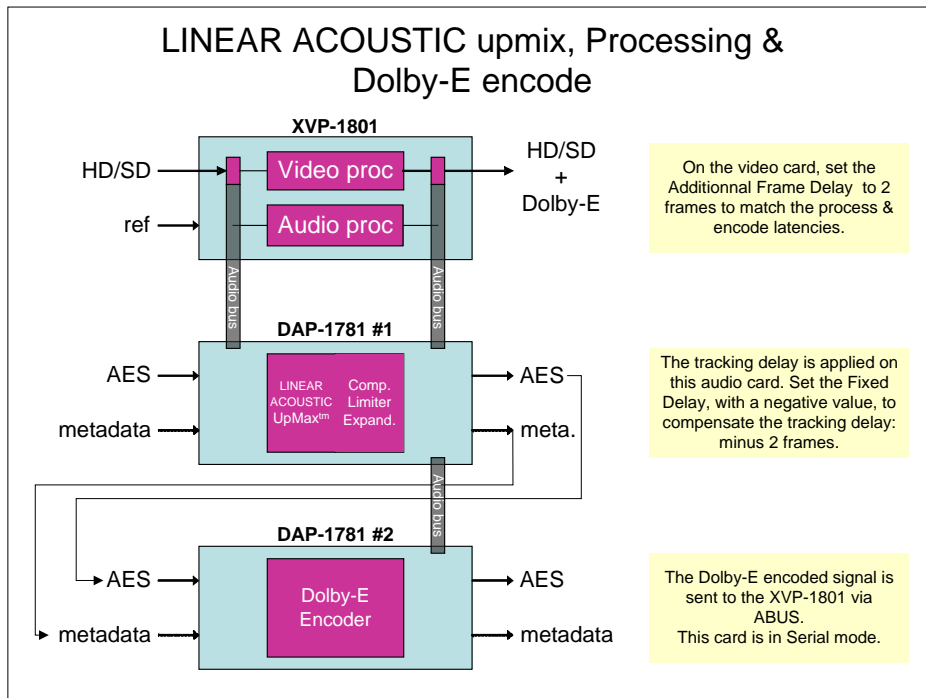 LINEAR ACOUSTIC upmix, Processing &
Dolby-E encode
XVP-1801
HD/SD
Video proc
HD/SD
+
Dolby-E
ref
Audio proc
On the video card, set the
Additionnal Frame Delay to 2
frames to match the process &
encode latencies.
Audio bus
Audio bus
DAP-1781 #1
AES
metadata
LINEAR
ACOUSTIC
UpMax™
Comp.
Limiter
Expand.
AES
meta.
The tracking delay is applied on
this audio card. Set the Fixed
Delay, with a negative value, to
compensate the tracking delay:
minus 2 frames.
Audio bus
DAP-1781 #2
AES
metadata
Dolby-E
Encoder
AES
metadata
The Dolby-E encoded signal is
sent to the XVP-1801 via
ABUS.
This card is in Serial mode.